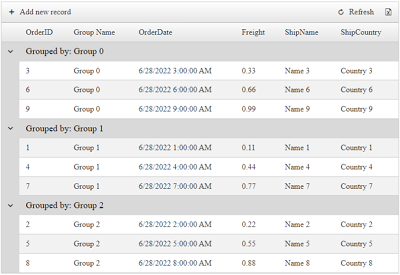 Add new record Refresh
OrderID Group Name OrderDate Freight ShipName ShipCountry
Grouped by: Group 0
3 Group 0 6/28/2022 3:00:00 AM 0.33 Name 3 Country 3
6 Group 0 6/28/2022 6:00:00 AM 0.66 Name 6 Country 6
9 Group 0 6/28/2022 9:00:00 AM 0.99 Name 9 Country 9
Grouped by: Group 1
1 Group 1 6/28/2022 1:00:00 AM 0.11 Name 1 Country 1
4 Group 1 6/28/2022 4:00:00 AM 0.44 Name 4 Country 4
7 Group 1 6/28/2022 7:00:00 AM 0.77 Name 7 Country 7
Grouped by: Group 2
2 Group 2 6/28/2022 2:00:00 AM 0.22 Name 2 Country 2
5 Group 2 6/28/2022 5:00:00 AM 0.55 Name 5 Country 5
8 Group 2 6/28/2022 8:00:00 AM 0.88 Name 8 Country 8